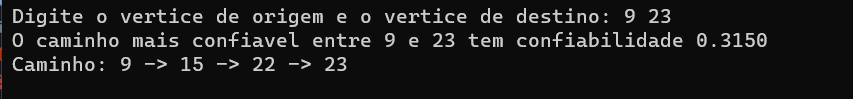 Digite o vertice de origem e o vertice de destino: 9 23
O caminho mais confiavel entre 9 e 23 tem confiabilidade 0.3150
Caminho: 9 -> 15 -> 22 -> 23